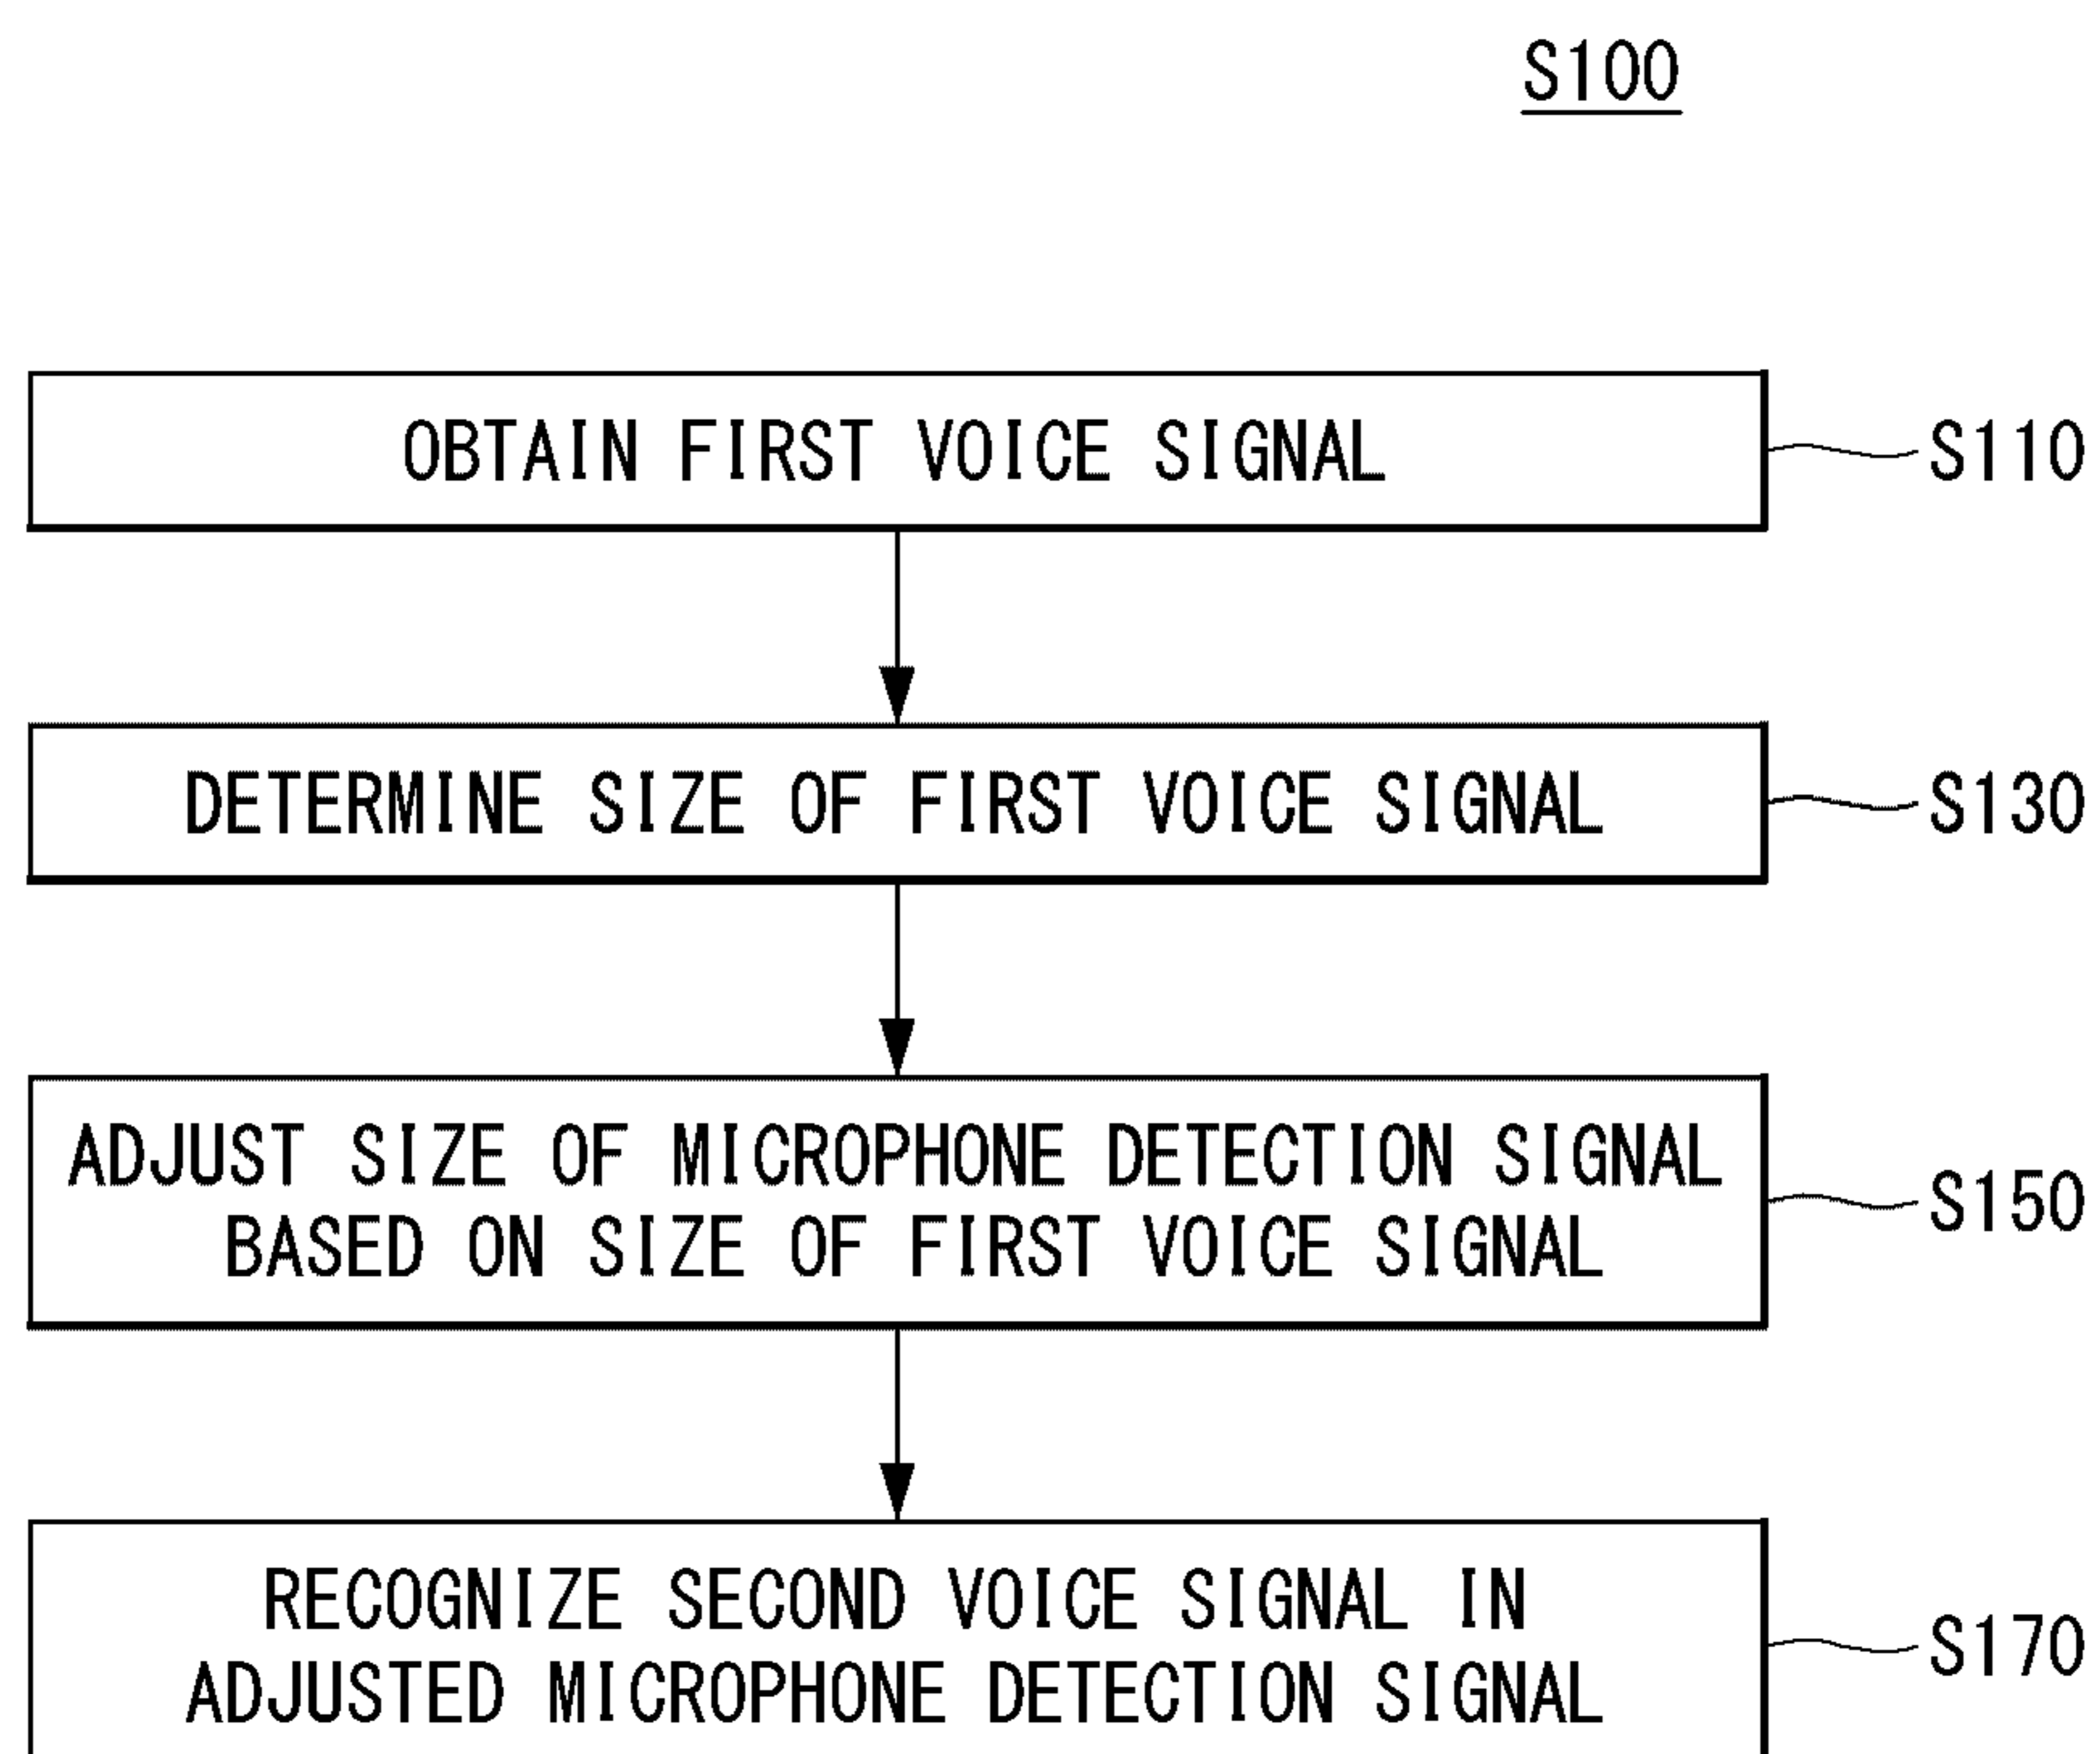 S100
OBTAIN FIRST VOICE SIGNAL
S110
DETERMINE SIZE OF FIRST VOICE SIGNAL
S130
ADJUST SIZE OF MICROPHONE DETECTION SIGNAL
BASED ON SIZE OF FIRST VOICE SIGNAL
S150
RECOGNIZE SECOND VOICE SIGNAL IN
ADJUSTED MICROPHONE DETECTION SIGNAL
S170